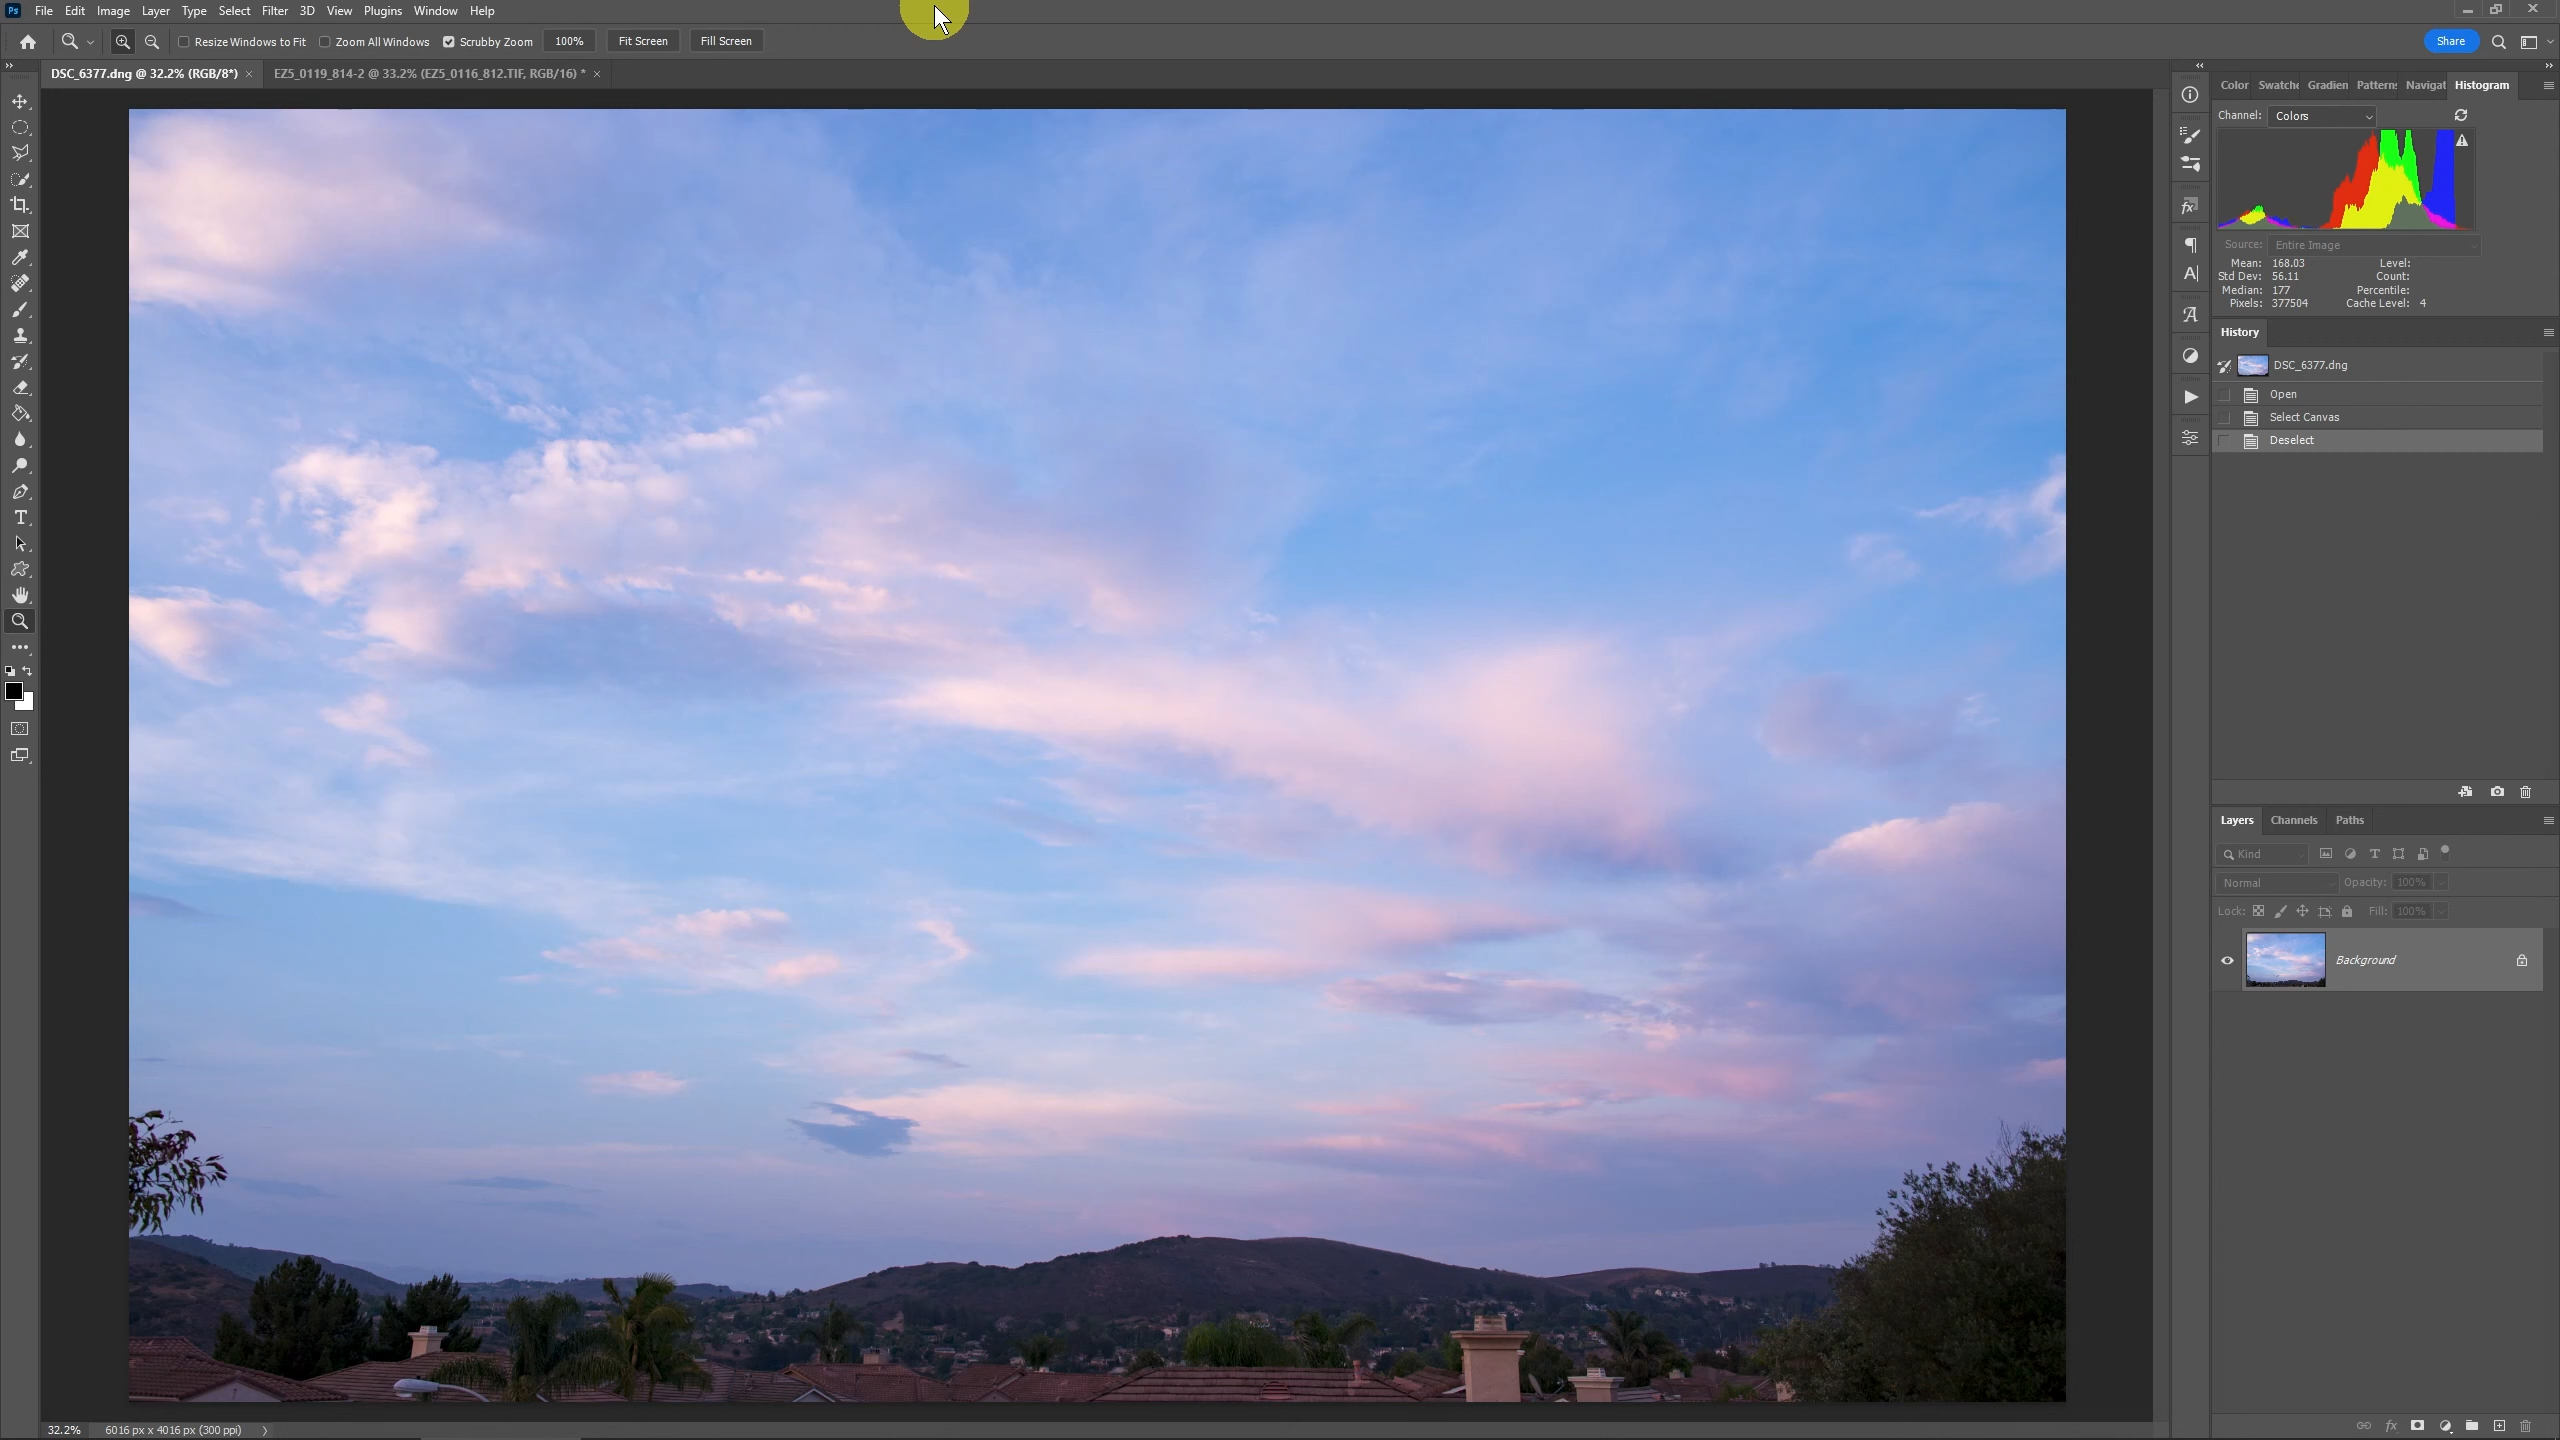 Ps File Edit Image Layer Type Select Filter 3D View Plugins Window Help
Resize Windows to Fit Zoom All Windows Scrubby Zoom 100% Fit Screen Fill Screen Share
DSC_6377.dng @ 32.2% (RGB/8*) × EZ5_0119_814-2 @ 33.2% (EZ5_0116_812.TIF, RGB/16) * ×
Color Swatche Gradien Patterns Navigat Histogram
Channel: Colors
Source: Entire Image
Mean: 168.03 Level:
Std Dev: 56.11 Count:
Median: 177 Percentile:
Pixels: 377504 Cache Level: 4
History
DSC_6377.dng
Open
Select Canvas
Deselect
Layers Channels Paths
Kind
Normal Opacity: 100%
Lock: Fill: 100%
Background
32.2% 6016 px x 4016 px (300 ppi)